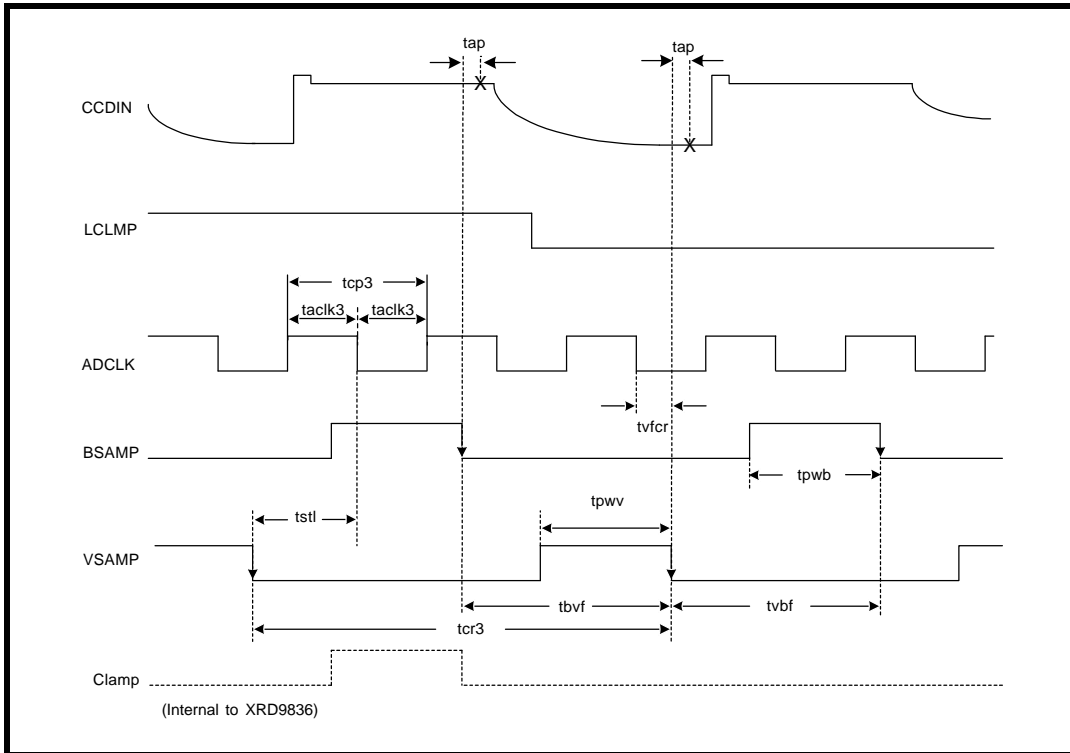 tap
tap
CCDIN
LCLMP
tcp3
taclk3
taclk3
ADCLK
tvfcr
BSAMP
tpwb
tpwv
tstl
VSAMP
tbvf
tvbf
tcr3
Clamp
(Internal to XRD9836)
X
X